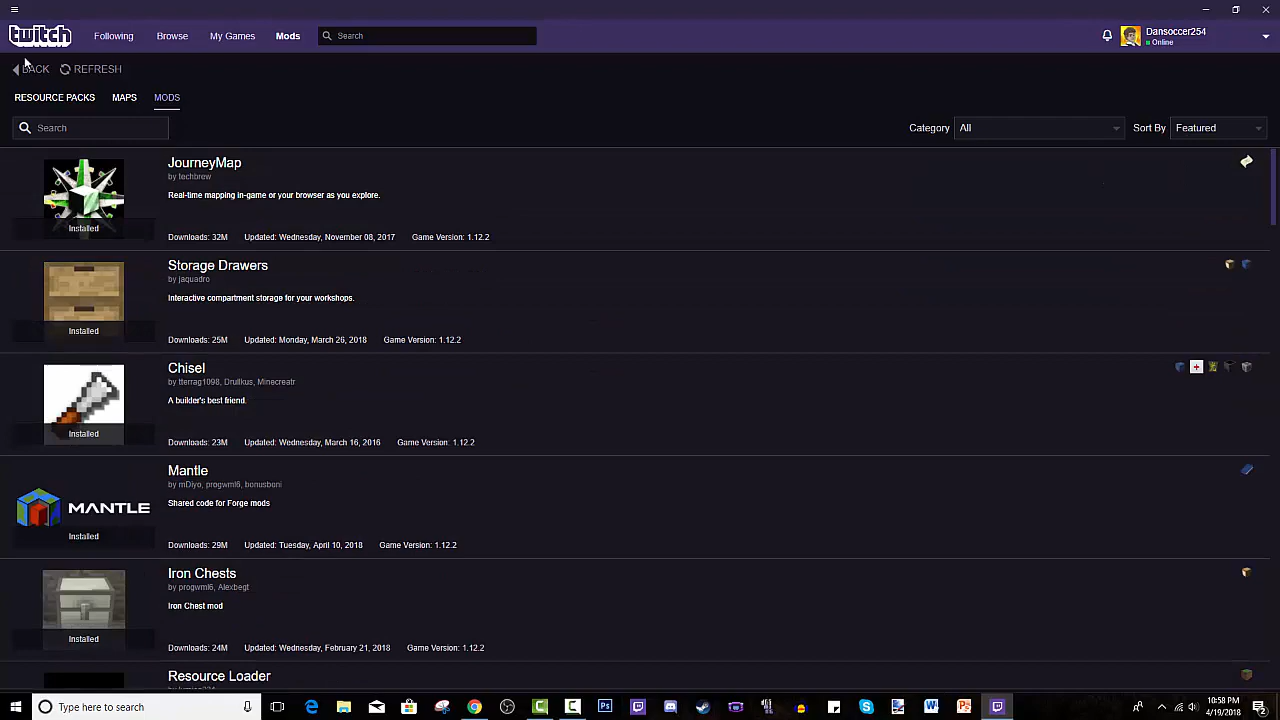 twitch
Following
Browse
My Games
Mods
Search
Dansoccer254
Online
BACK
REFRESH
RESOURCE PACKS
MAPS
MODS
Search
Category
All
Sort By
Featured
JourneyMap
by techbrew
Real-time mapping in-game or your browser as you explore.
Installed
Downloads: 32M Updated: Wednesday, November 08, 2017 Game Version: 1.12.2
Storage Drawers
by jaquadro
Interactive compartment storage for your workshops.
Installed
Downloads: 25M Updated: Monday, March 26, 2018 Game Version: 1.12.2
Chisel
by tterrag1098, Drullkus, Minecreatr
A builder's best friend.
Installed
Downloads: 23M Updated: Wednesday, March 16, 2016 Game Version: 1.12.2
Mantle
by mDiyo, progwml6, bonusboni
Shared code for Forge mods
MANTLE
Installed
Downloads: 29M Updated: Tuesday, April 10, 2018 Game Version: 1.12.2
Iron Chests
by progwml6, Alexbegt
Iron Chest mod
Installed
Downloads: 24M Updated: Wednesday, February 21, 2018 Game Version: 1.12.2
Resource Loader
Type here to search
10:58 PM
4/19/2018